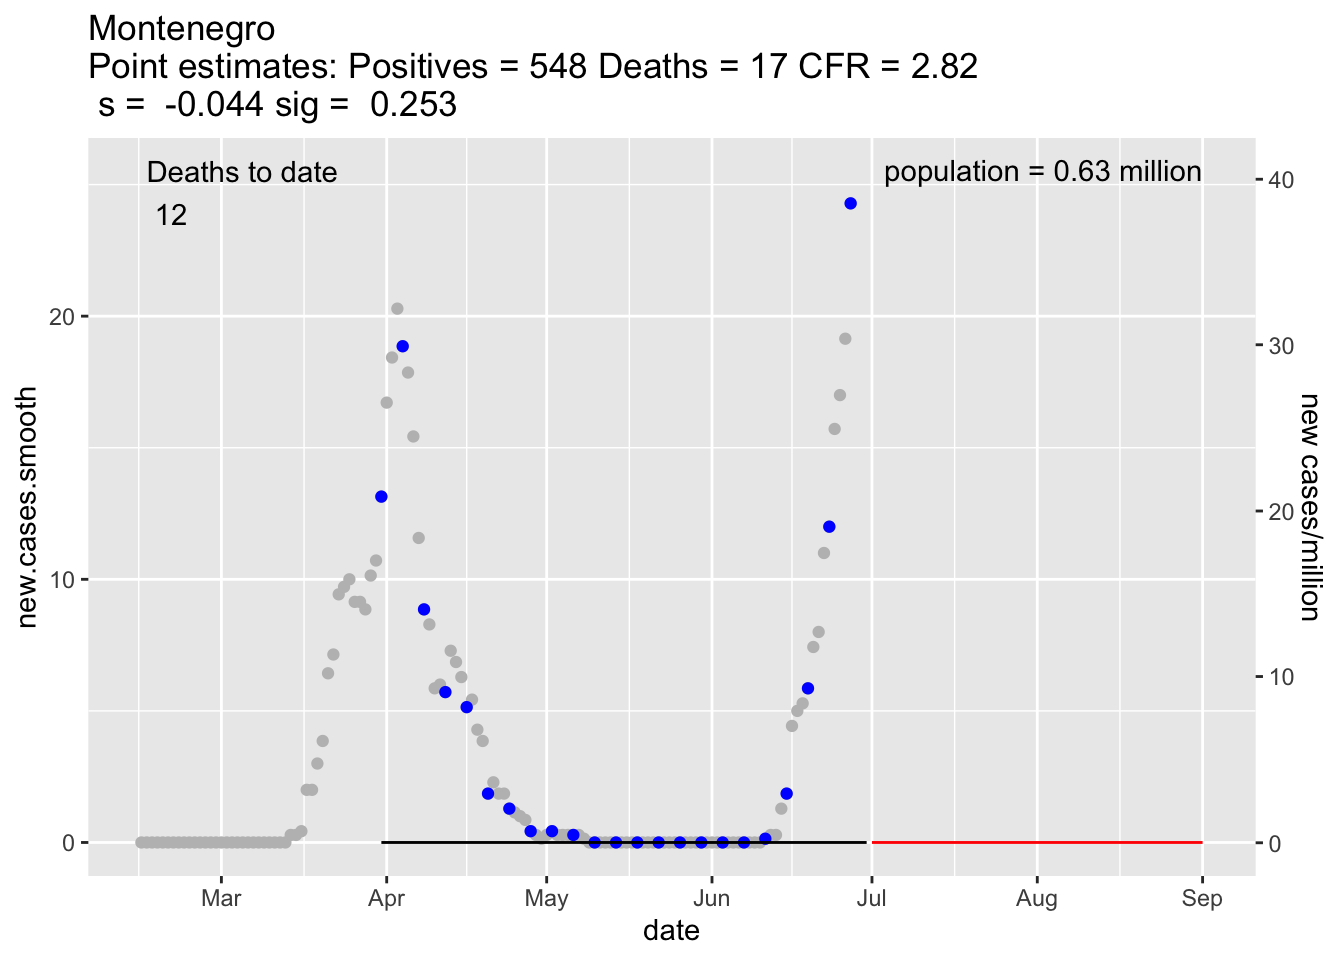 Montenegro
Point estimates: Positives = 548 Deaths = 17 CFR = 2.82
s = -0.044 sig = 0.253
Deaths to date
12
population = 0.63 million
new.cases.smooth
20
10
0
40
30
20
10
0
new cases/million
Mar Apr May Jun Jul Aug Sep
date